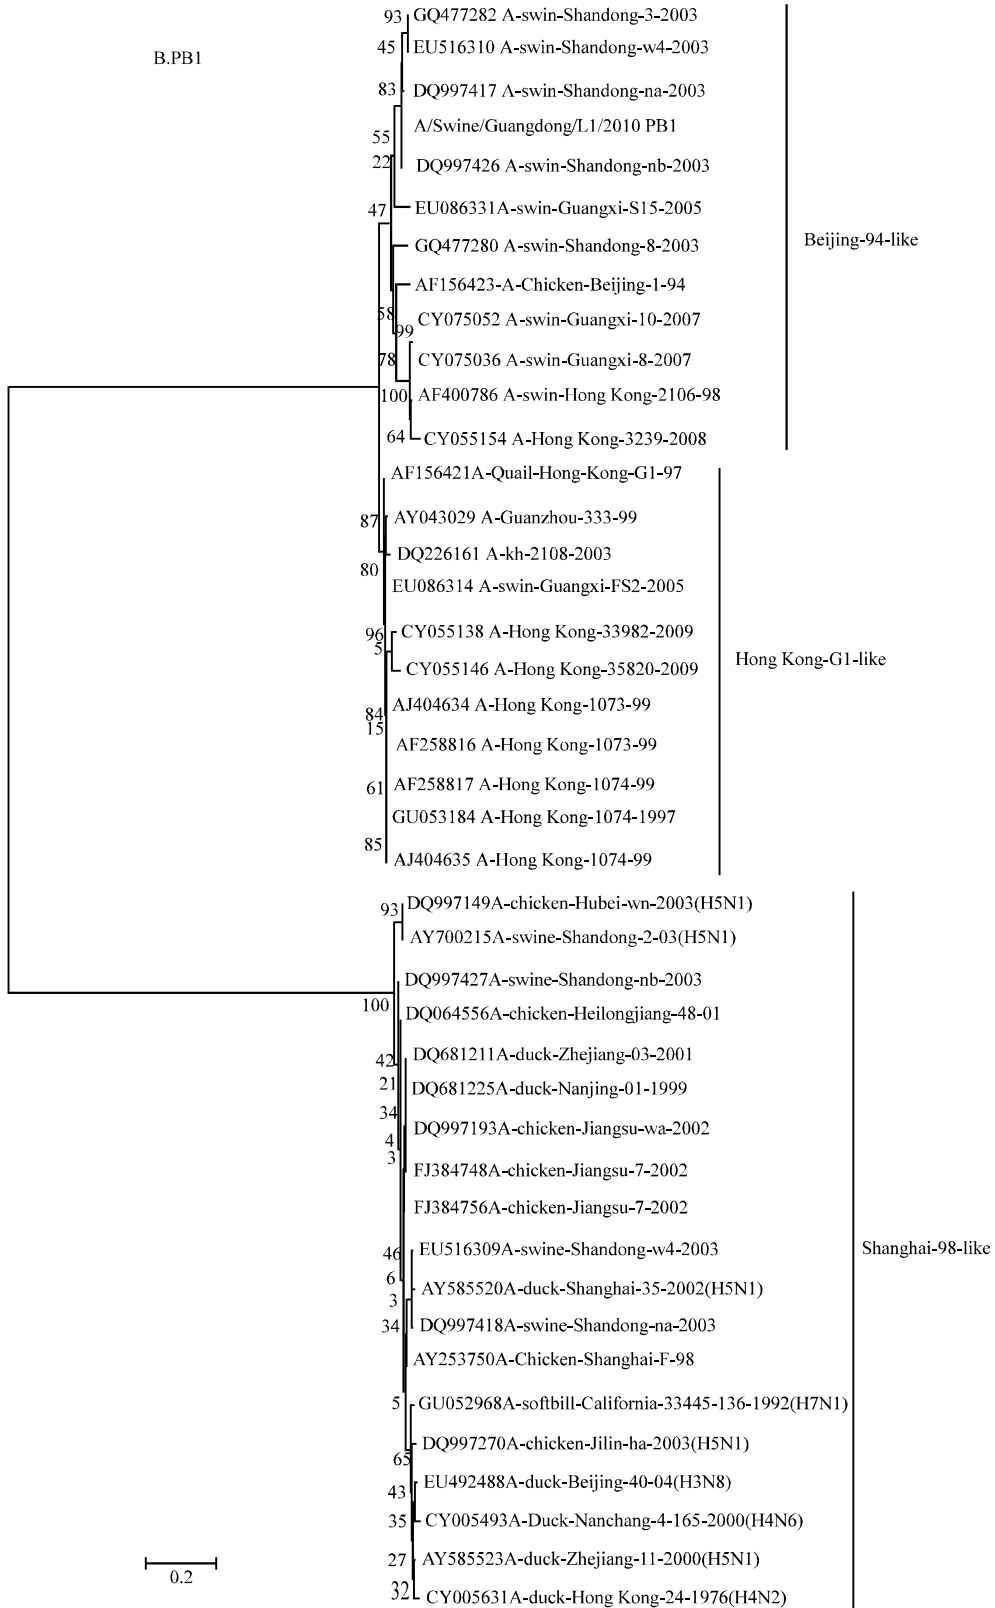 93 GQ477282 A-swin-Shandong-3-2003
45 EU516310 A-swin-Shandong-w4-2003
B.PB1
83 DQ997417 A-swin-Shandong-na-2003
A/Swine/Guangdong/L1/2010 PB1
55
22 DQ997426 A-swin-Shandong-nb-2003
47 EU086331A-swin-Guangxi-S15-2005
GQ477280 A-swin-Shandong-8-2003
Beijing-94-like
AF156423-A-Chicken-Beijing-1-94
58
CY075052 A-swin-Guangxi-10-2007
99
78 CY075036 A-swin-Guangxi-8-2007
100 AF400786 A-swin-Hong Kong-2106-98
64 CY055154 A-Hong Kong-3239-2008
AF156421A-Quail-Hong-Kong-G1-97
87 AY043029 A-Guanzhou-333-99
DQ226161 A-kh-2108-2003
80
EU086314 A-swin-Guangxi-FS2-2005
96 CY055138 A-Hong Kong-33982-2009
5
CY055146 A-Hong Kong-35820-2009
Hong Kong-G1-like
AJ404634 A-Hong Kong-1073-99
84
15
AF258816 A-Hong Kong-1073-99
61 AF258817 A-Hong Kong-1074-99
GU053184 A-Hong Kong-1074-1997
85
AJ404635 A-Hong Kong-1074-99
93 DQ997149A-chicken-Hubei-wn-2003(H5N1)
AY700215A-swine-Shandong-2-03(H5N1)
DQ997427A-swine-Shandong-nb-2003
100
DQ064556A-chicken-Heilongjiang-48-01
42 DQ681211A-duck-Zhejiang-03-2001
21 DQ681225A-duck-Nanjing-01-1999
34
DQ997193A-chicken-Jiangsu-wa-2002
4
3
FJ384748A-chicken-Jiangsu-7-2002
FJ384756A-chicken-Jiangsu-7-2002
46 EU516309A-swine-Shandong-w4-2003
Shanghai-98-like
6
AY585520A-duck-Shanghai-35-2002(H5N1)
3
34 DQ997418A-swine-Shandong-na-2003
AY253750A-Chicken-Shanghai-F-98
5 GU052968A-softbill-California-33445-136-1992(H7N1)
DQ997270A-chicken-Jilin-ha-2003(H5N1)
65
EU492488A-duck-Beijing-40-04(H3N8)
43
35 CY005493A-Duck-Nanchang-4-165-2000(H4N6)
27 AY585523A-duck-Zhejiang-11-2000(H5N1)
0.2
32 CY005631A-duck-Hong Kong-24-1976(H4N2)